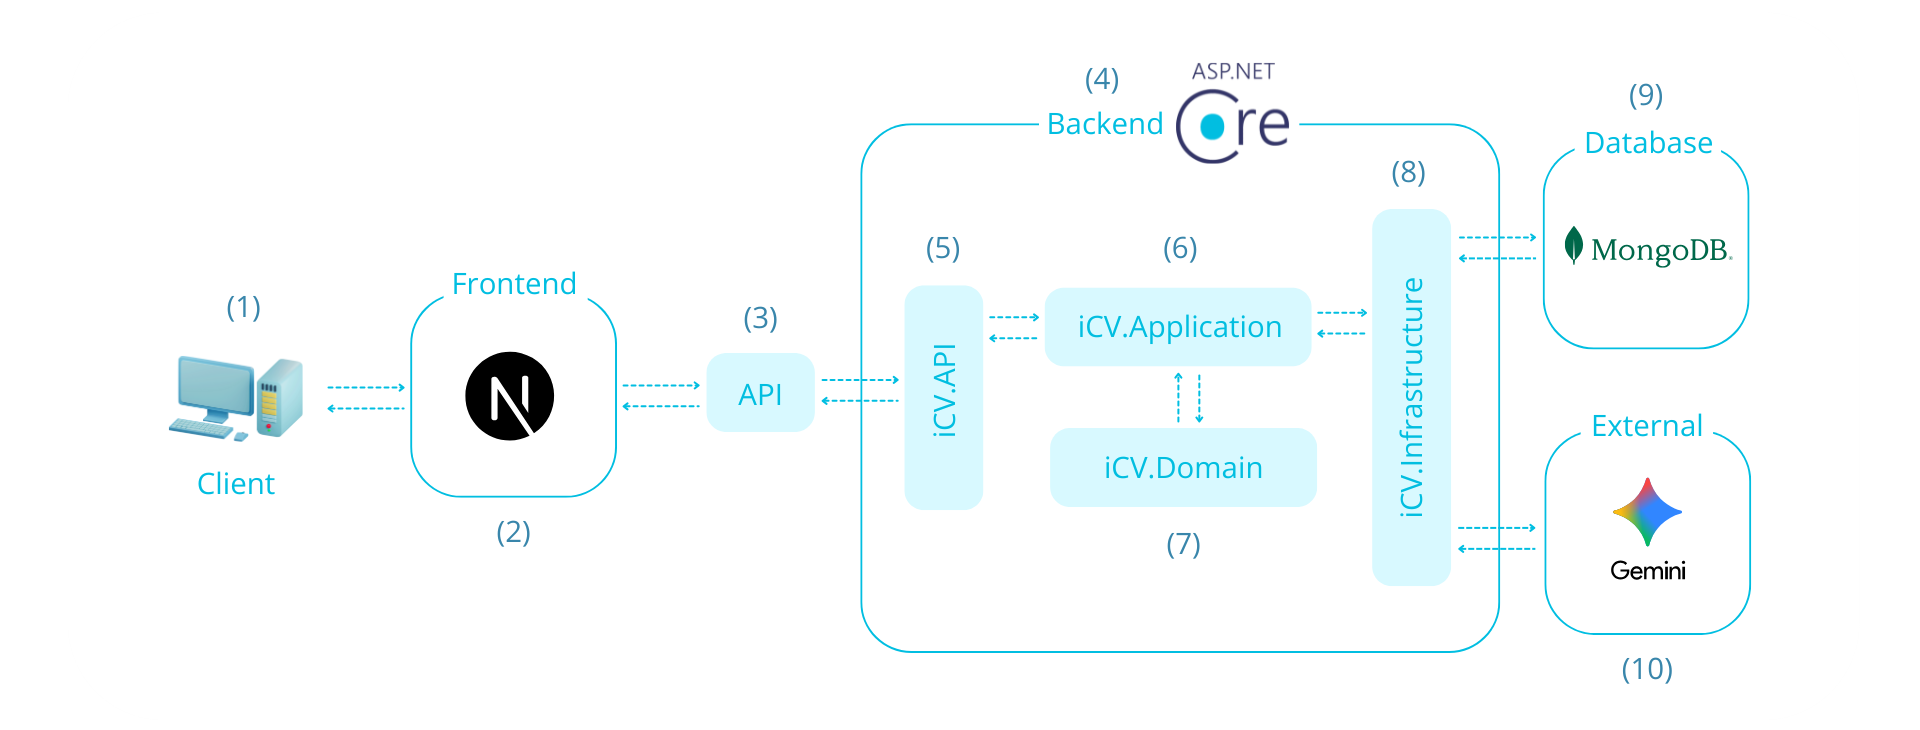 (1)
Client
Frontend
N
(2)
(3)
API
(4)
Backend
ASP.NET
Core
(5)
iCV.API
(6)
iCV.Application
iCV.Domain
(7)
(8)
iCV.Infrastructure
(9)
Database
MongoDB.
External
Gemini
(10)